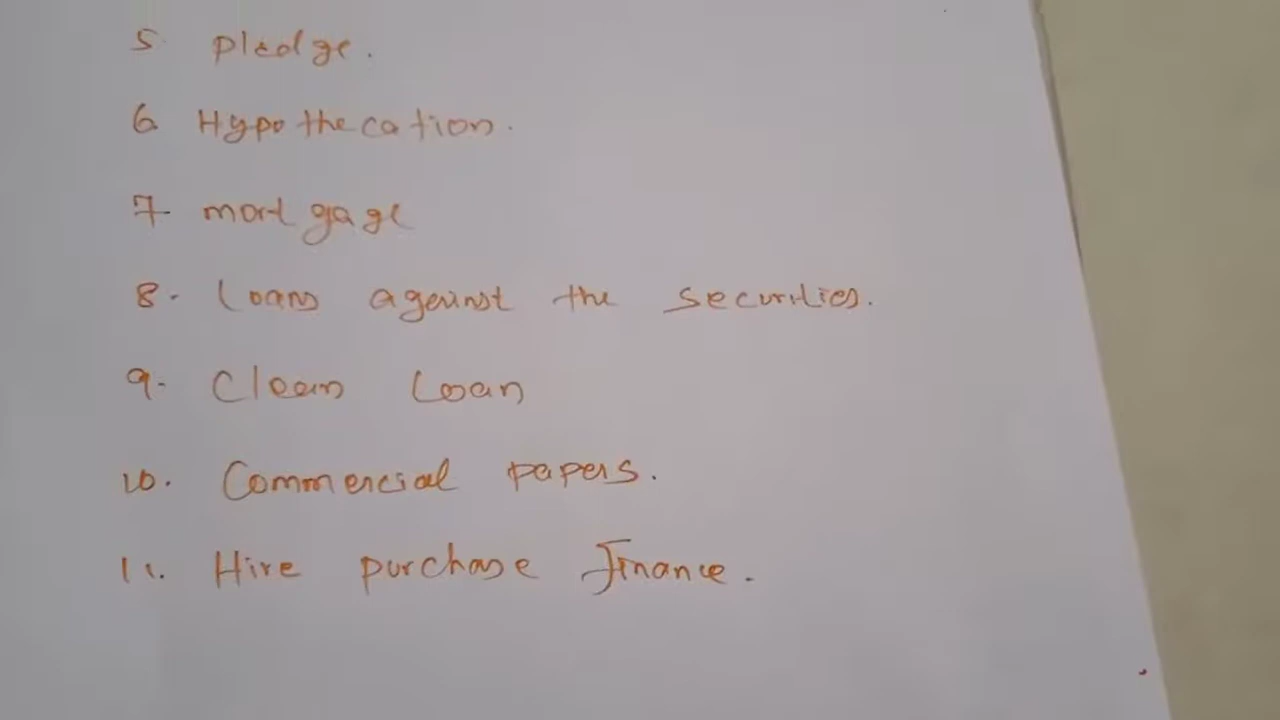 5. pledge.
6 Hypothecation.
7. mortgage
8. Loans against the securities.
9. Clean Loan
10. Commercial papers.
11. Hire purchase Finance.